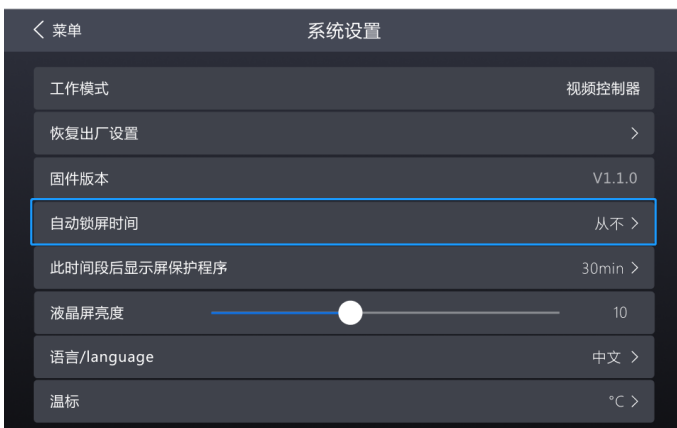 菜单 系统设置
工作模式 视频控制器
恢复出厂设置
固件版本 V1.1.0
自动锁屏时间 从不
此时间段后显示屏保护程序 30min
液晶屏亮度 10
语言/language 中文
温标 °C